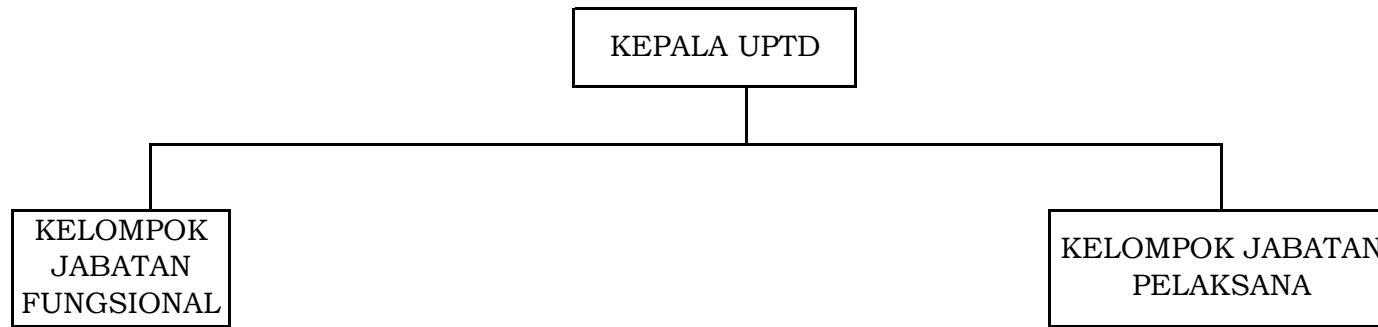 KEPALA UPTD
KELOMPOK
JABATAN
FUNGSIONAL
KELOMPOK JABATAN
PELAKSANA